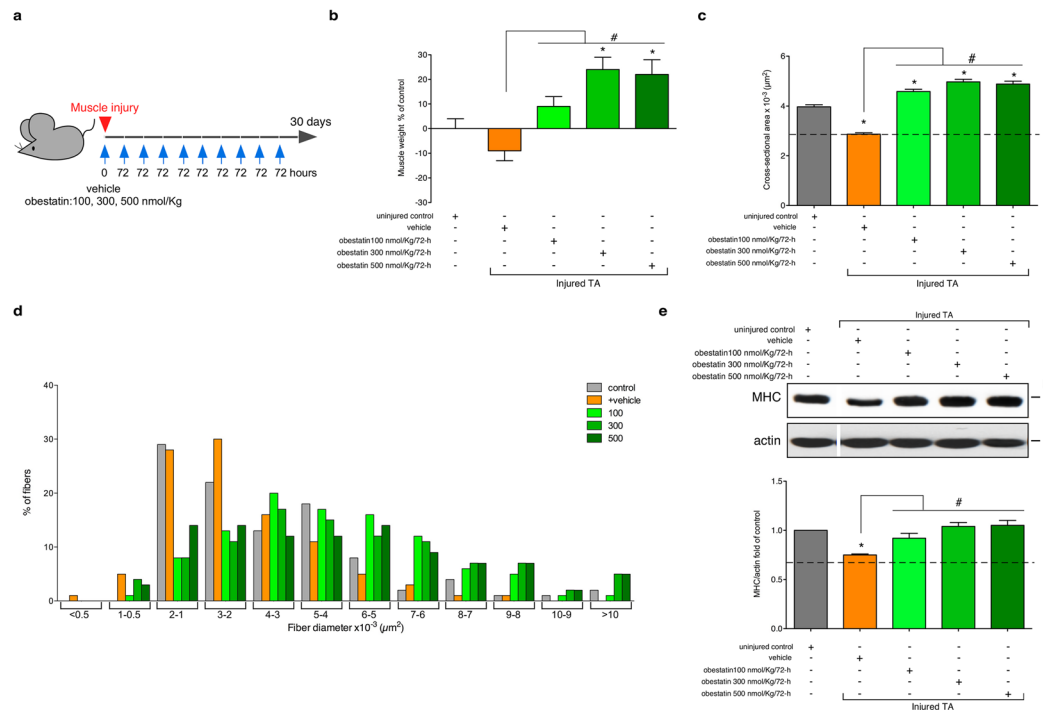 a
Muscle injury
30 days
0 72 72 72 72 72 72 72 72 72 hours
vehicle
obestatin:100, 300, 500 nmol/Kg
b
#
* *
Muscle weight % of control
30
20
10
0
-10
-20
-30
uninjured control + - - - -
vehicle - + - - -
obestatin100 nmol/Kg/72-h - - + - -
obestatin 300 nmol/Kg/72-h - - - + -
obestatin 500 nmol/Kg/72-h - - - - +
Injured TA
c
#
* * * *
Cross-sectional area x 10-3 (µm2)
6
4
2
0
uninjured control + - - - -
vehicle - + - - -
obestatin100 nmol/Kg/72-h - - + - -
obestatin 300 nmol/Kg/72-h - - - + -
obestatin 500 nmol/Kg/72-h - - - - +
Injured TA
d
% of fibers
40
30
20
10
0
control
+vehicle
100
300
500
<0.5 1-0.5 2-1 3-2 4-3 5-4 6-5 7-6 8-7 9-8 10-9 >10
Fiber diameter x10-3 (µm2)
e
Injured TA
uninjured control + - - - -
vehicle - + - - -
obestatin100 nmol/Kg/72-h - - + - -
obestatin 300 nmol/Kg/72-h - - - + -
obestatin 500 nmol/Kg/72-h - - - - +
MHC
actin
#
*
MHC/actin fold of control
1.5
1.0
0.5
0.0
uninjured control + - - - -
vehicle - + - - -
obestatin100 nmol/Kg/72-h - - + - -
obestatin 300 nmol/Kg/72-h - - - + -
obestatin 500 nmol/Kg/72-h - - - - +
Injured TA